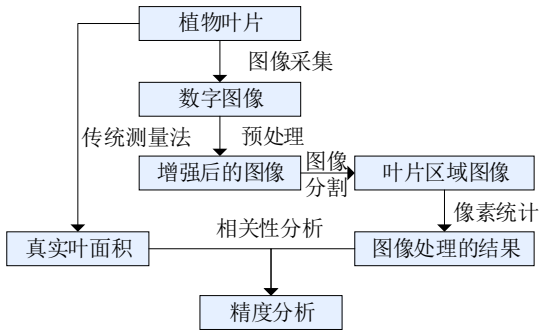 植物叶片
图像采集
数字图像
传统测量法
预处理
增强后的图像
图像
分割
叶片区域图像
像素统计
相关性分析
真实叶面积
图像处理的结果
精度分析